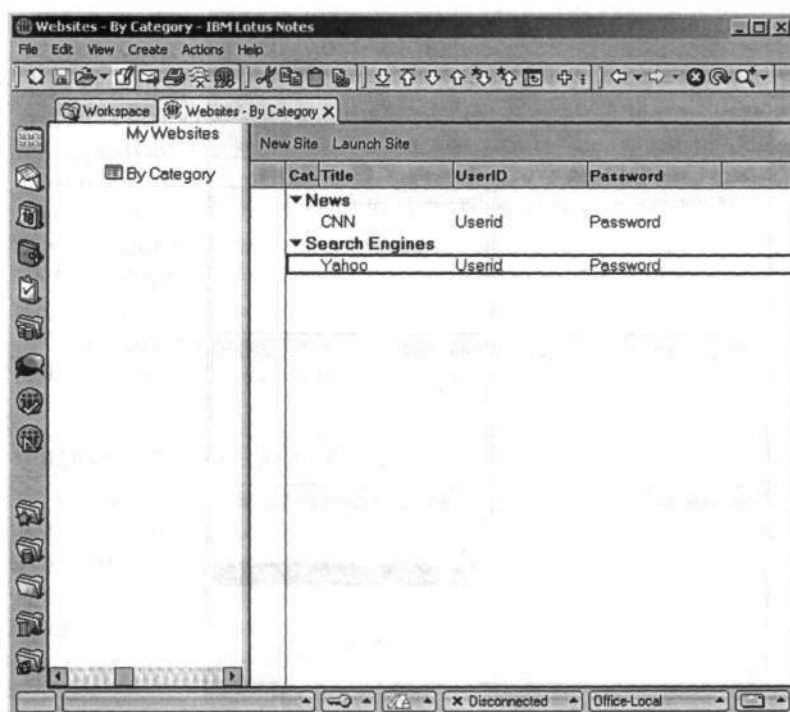 Websites - By Category - IBM Lotus Notes
File Edit View Create Actions Help
Workspace Websites - By Category X
My Websites
By Category
New Site Launch Site
Cat. Title UserID Password
News
CNN Userid Password
Search Engines
Yahoo Userid Password
Disconnected Office-Local